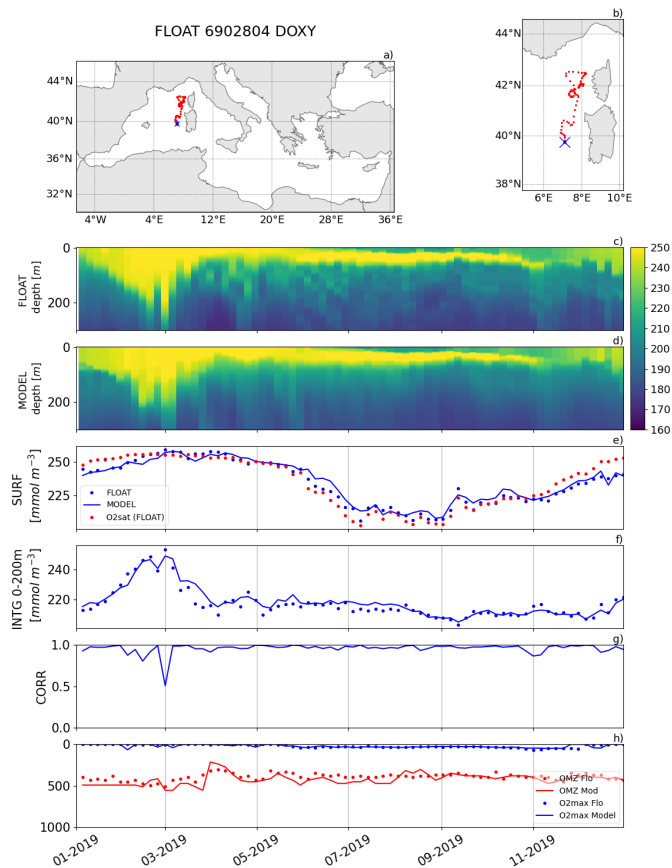 FLOAT 6902804 DOXY
a)
44°N
40°N
36°N
32°N
4°W 4°E 12°E 20°E 28°E 36°E
b)
44°N
42°N
40°N
38°N
6°E 8°E 10°E
c)
FLOAT
depth [m]
0
200
d)
MODEL
depth [m]
0
200
250
240
230
220
210
200
190
180
170
160
e)
SURF
[mmol m⁻³]
250
225
FLOAT
MODEL
O2sat (FLOAT)
f)
INTG 0-200m
[mmol m⁻³]
240
220
g)
CORR
1.0
0.5
0.0
h)
0
500
1000
OMZ Flo
OMZ Mod
O2max Flo
O2max Model
01-2019 03-2019 05-2019 07-2019 09-2019 11-2019